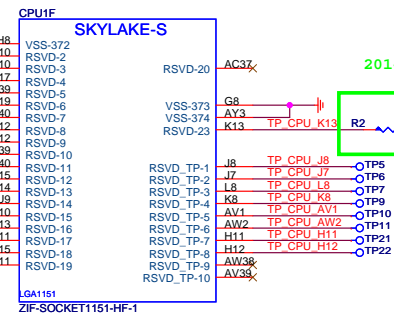 CPU1F
SKYLAKE-S
VSS-372
RSVD-2
RSVD-3
RSVD-4
RSVD-5
RSVD-6
RSVD-7
RSVD-8
RSVD-9
RSVD-10
RSVD-11
RSVD-12
RSVD-13
RSVD-14
RSVD-15
RSVD-16
RSVD-17
RSVD-18
RSVD-19
RSVD-20 AC37
VSS-373 G8
VSS-374 AY3
RSVD-23 K13 TP_CPU_K13 R2
201
RSVD_TP-1 J8 TP_CPU_J8 TP5
RSVD_TP-2 J7 TP_CPU_J7 TP6
RSVD_TP-3 L8 TP_CPU_L8 TP7
RSVD_TP-4 K8 TP_CPU_K8 TP9
RSVD_TP-5 AV1 TP_CPU_AV1 TP10
RSVD_TP-6 AW2 TP_CPU_AW2 TP11
RSVD_TP-7 H11 TP_CPU_H11 TP21
RSVD_TP-8 H12 TP_CPU_H12 TP22
RSVD_TP-9 AW38
RSVD_TP-10 AV39
LGA1151
ZIF-SOCKET1151-HF-1